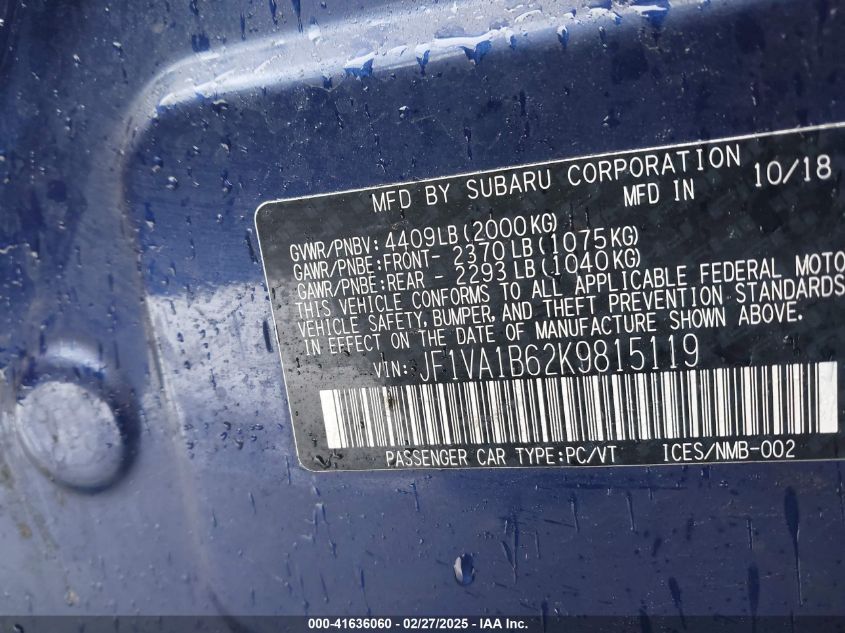 MFD BY SUBARU CORPORATION 10/18
MFD IN
GVWR/PNBV: 4409LB(2000KG)
GAWR/PNBE:FRONT- 2370 LB(1075KG)
GAWR/PNBE:REAR - 2293 LB(1040KG)
THIS VEHICLE CONFORMS TO ALL APPLICABLE FEDERAL MOTO
VEHICLE SAFETY, BUMPER, AND THEFT PREVENTION STANDARDS
IN EFFECT ON THE DATE OF MANUFACTURE SHOWN ABOVE.
VIN: JF1VA1B62K9815119
PASSENGER CAR TYPE:PC/VT ICES/NMB-002
000-41636060 - 02/27/2025 - IAA Inc.